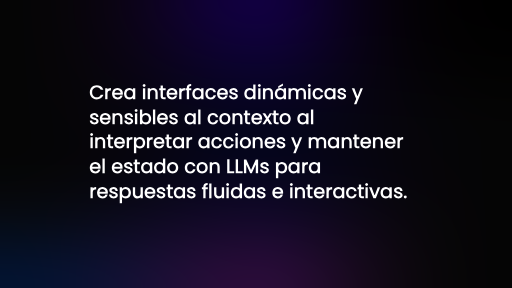 Crea interfaces dinámicas y
sensibles al contexto al
interpretar acciones y mantener
el estado con LLMs para
respuestas fluidas e interactivas.